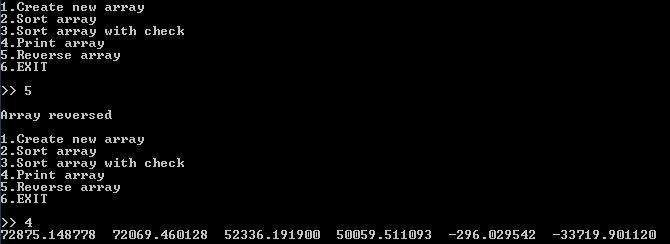 1.Create new array
2.Sort array
3.Sort array with check
4.Print array
5.Reverse array
6.EXIT
>> 5
Array reversed
1.Create new array
2.Sort array
3.Sort array with check
4.Print array
5.Reverse array
6.EXIT
>> 4
72875.148778  72069.460128  52336.191900  50059.511093  -296.029542  -33719.901120